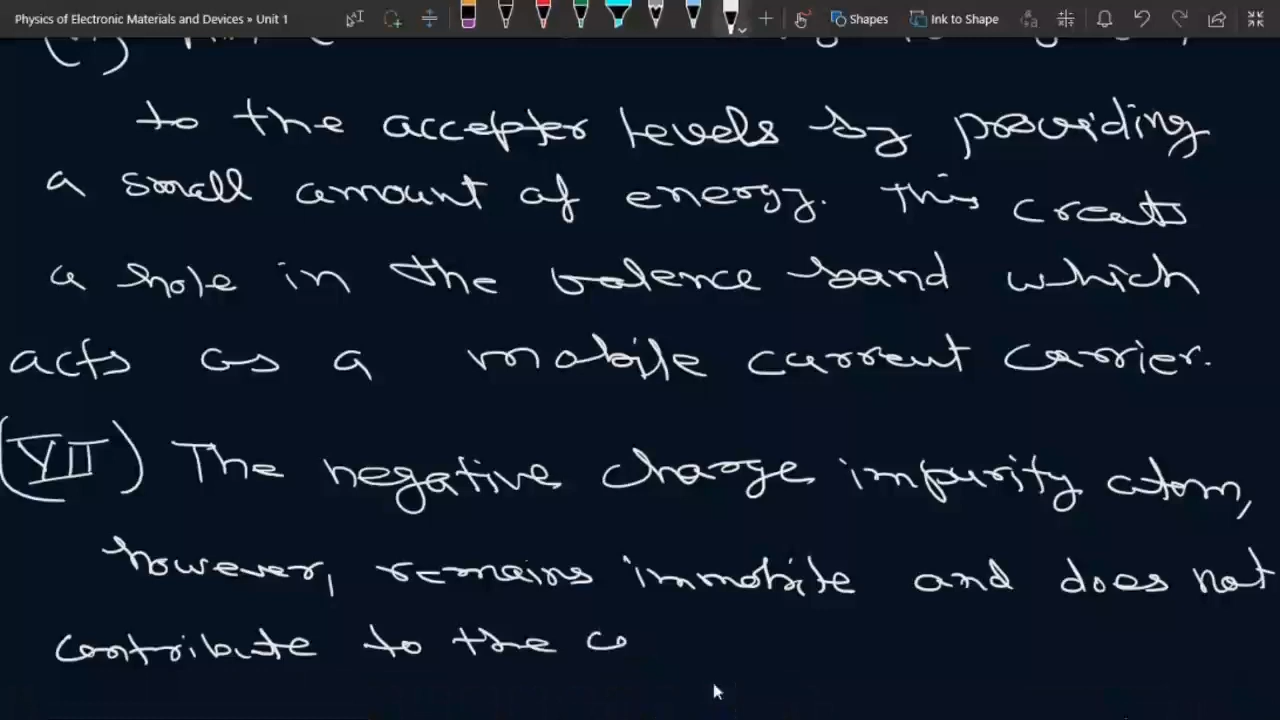 Physics of Electronic Materials and Devices » Unit 1
Shapes
Ink to Shape
to the accepter levels by providing
a small amount of energy. This creats
a hole in the valence band which
acts as a mobile current carrier.
(VII) The negative charge impurity atom,
however, remains immobile and does not
contribute to the co